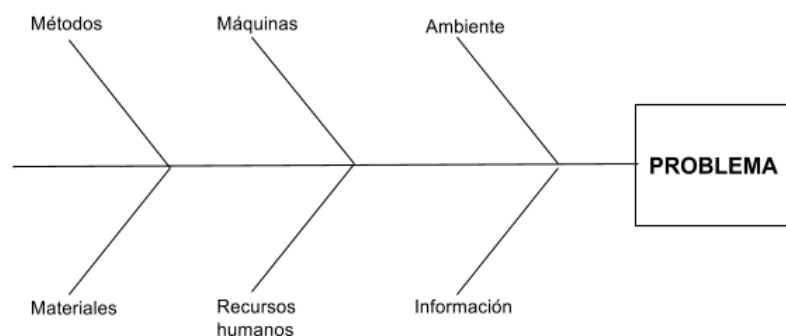 Métodos
Máquinas
Ambiente
PROBLEMA
Materiales
Recursos
humanos
Información